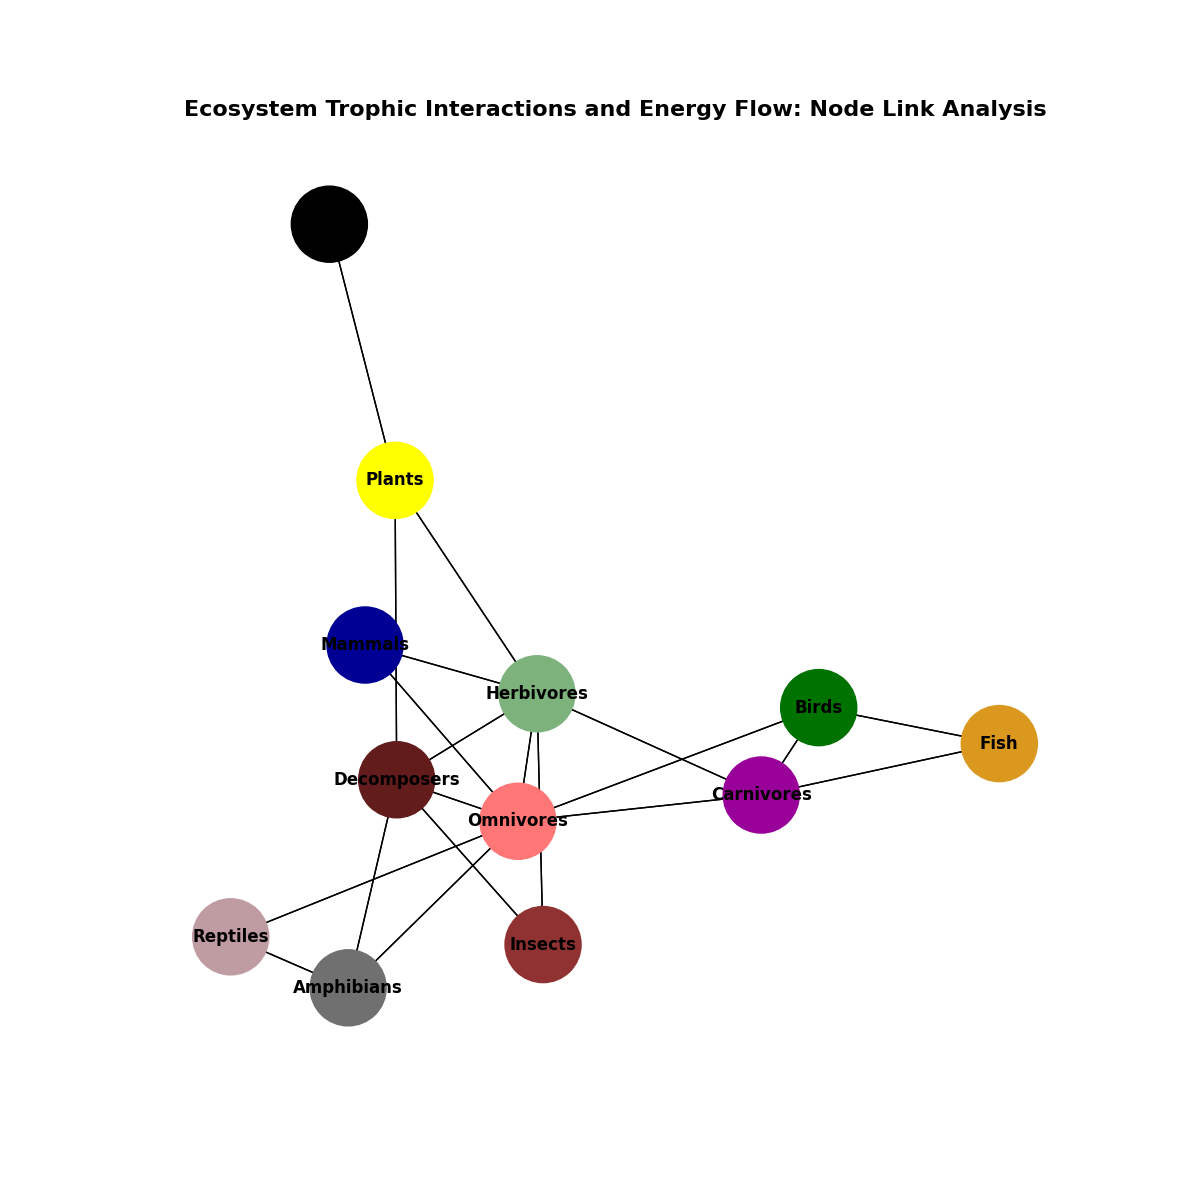 Ecosystem Trophic Interactions and Energy Flow: Node Link Analysis
Plants
Mammals
Herbivores
Birds
Fish
Decomposers
Carnivores
Omnivores
Reptiles
Insects
Amphibians